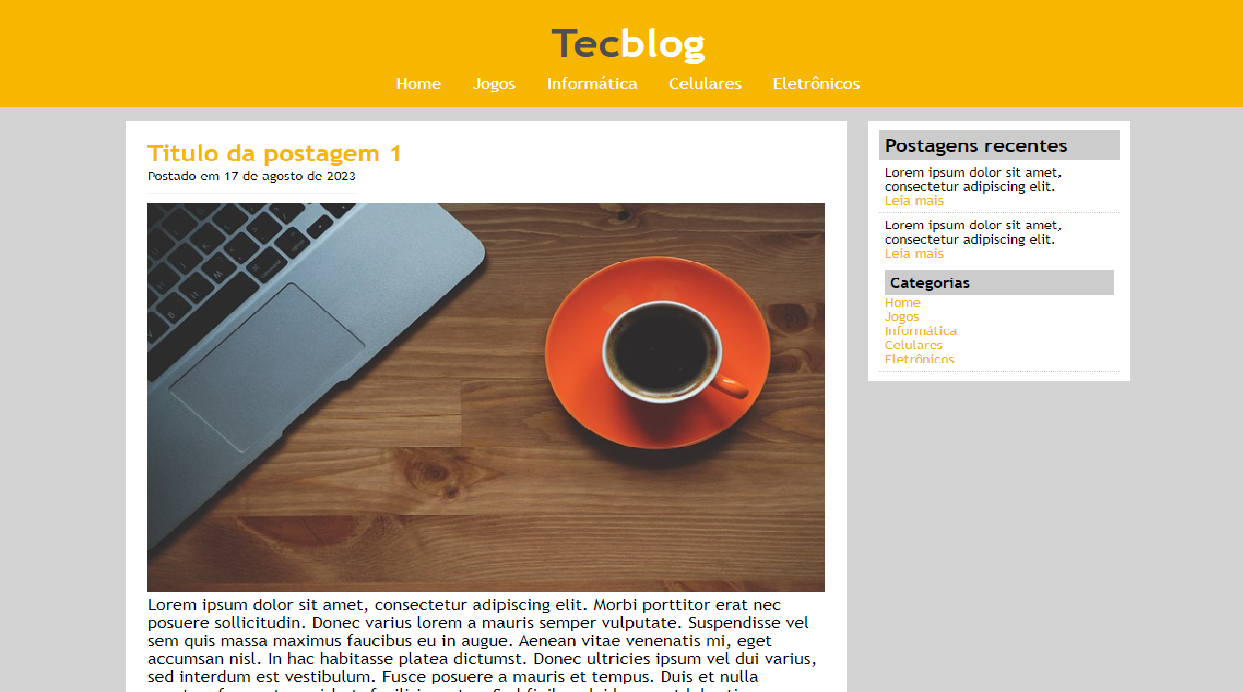 Tecblog
Home Jogos Informática Celulares Eletrônicos
Titulo da postagem 1
Postado em 17 de agosto de 2023
Lorem ipsum dolor sit amet, consectetur adipiscing elit. Morbi porttitor erat nec
posuere sollicitudin. Donec varius lorem a mauris semper vulputate. Suspendisse vel
sem quis massa maximus faucibus eu in augue. Aenean vitae venenatis mi, eget
accumsan nisl. In hac habitasse platea dictumst. Donec ultricies ipsum vel dui varius,
sed interdum est vestibulum. Fusce posuere a mauris et tempus. Duis et nulla
Postagens recentes
Lorem ipsum dolor sit amet,
consectetur adipiscing elit.
Leia mais
Lorem ipsum dolor sit amet,
consectetur adipiscing elit.
Leia mais
Categorias
Home
Jogos
Informática
Celulares
Eletrônicos